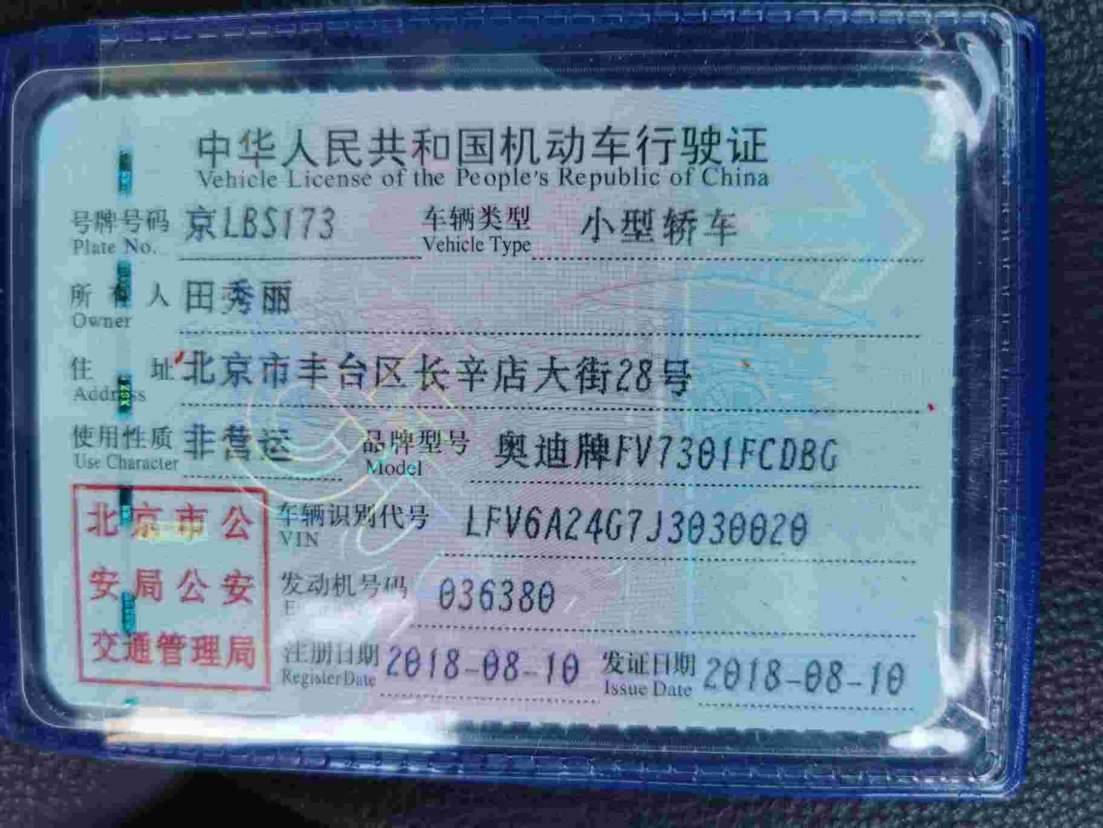 中华人民共和国机动车行驶证
Vehicle License of the People's Republic of China
号牌号码 京LBS173 车辆类型 小型轿车
Plate No. Vehicle Type
所有人 田秀丽
Owner
住址 北京市丰台区长辛店大街28号
Address
使用性质 非营运 品牌型号 奥迪牌FV7301FCDBG
Use Character Model
北京市公
安局公安
交通管理局
车辆识别代号 LFV6A24G7J3030020
VIN
发动机号码 036380
注册日期 2018-08-10 发证日期 2018-08-10
Register Date Issue Date